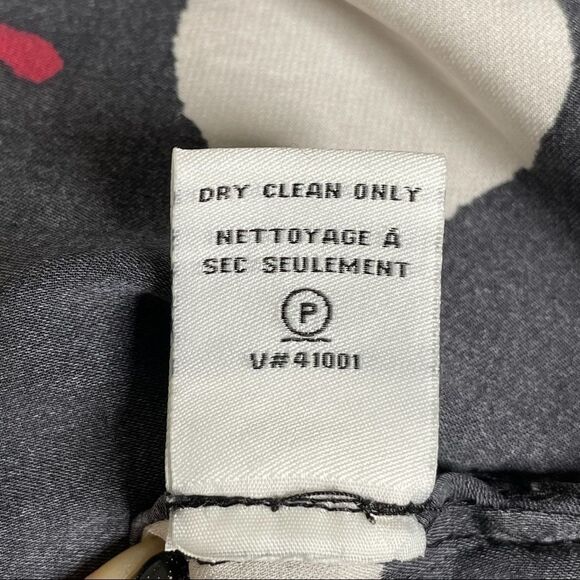 DRY CLEAN ONLY
NETTOYAGE Á
SEC SEULEMENT
P
V#41001